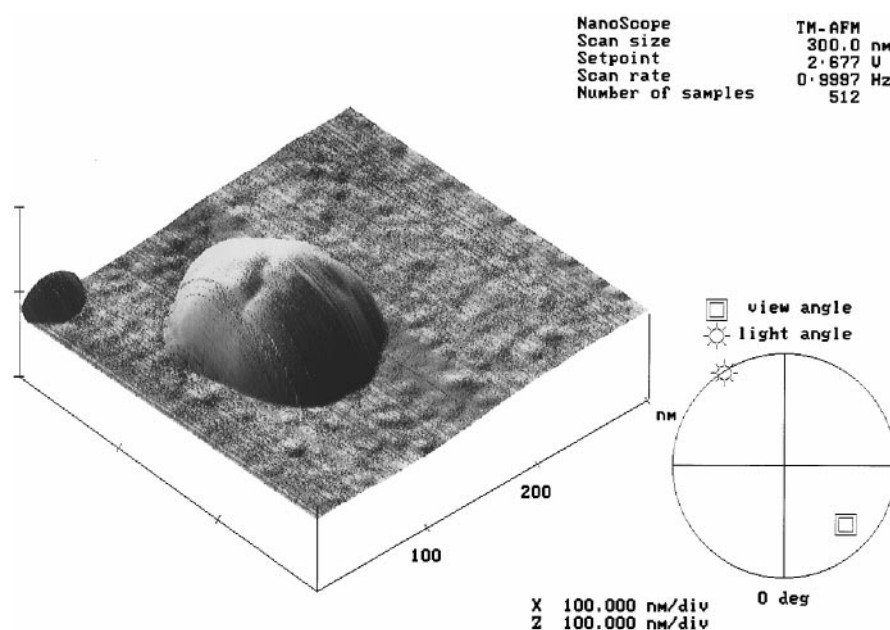 NanoScope TM-AFM
Scan size 300.0 nm
Setpoint 2.677 V
Scan rate 0.9997 Hz
Number of samples 512
view angle
light angle
nm
200
100
X 100.000 nm/div
Z 100.000 nm/div
0 deg